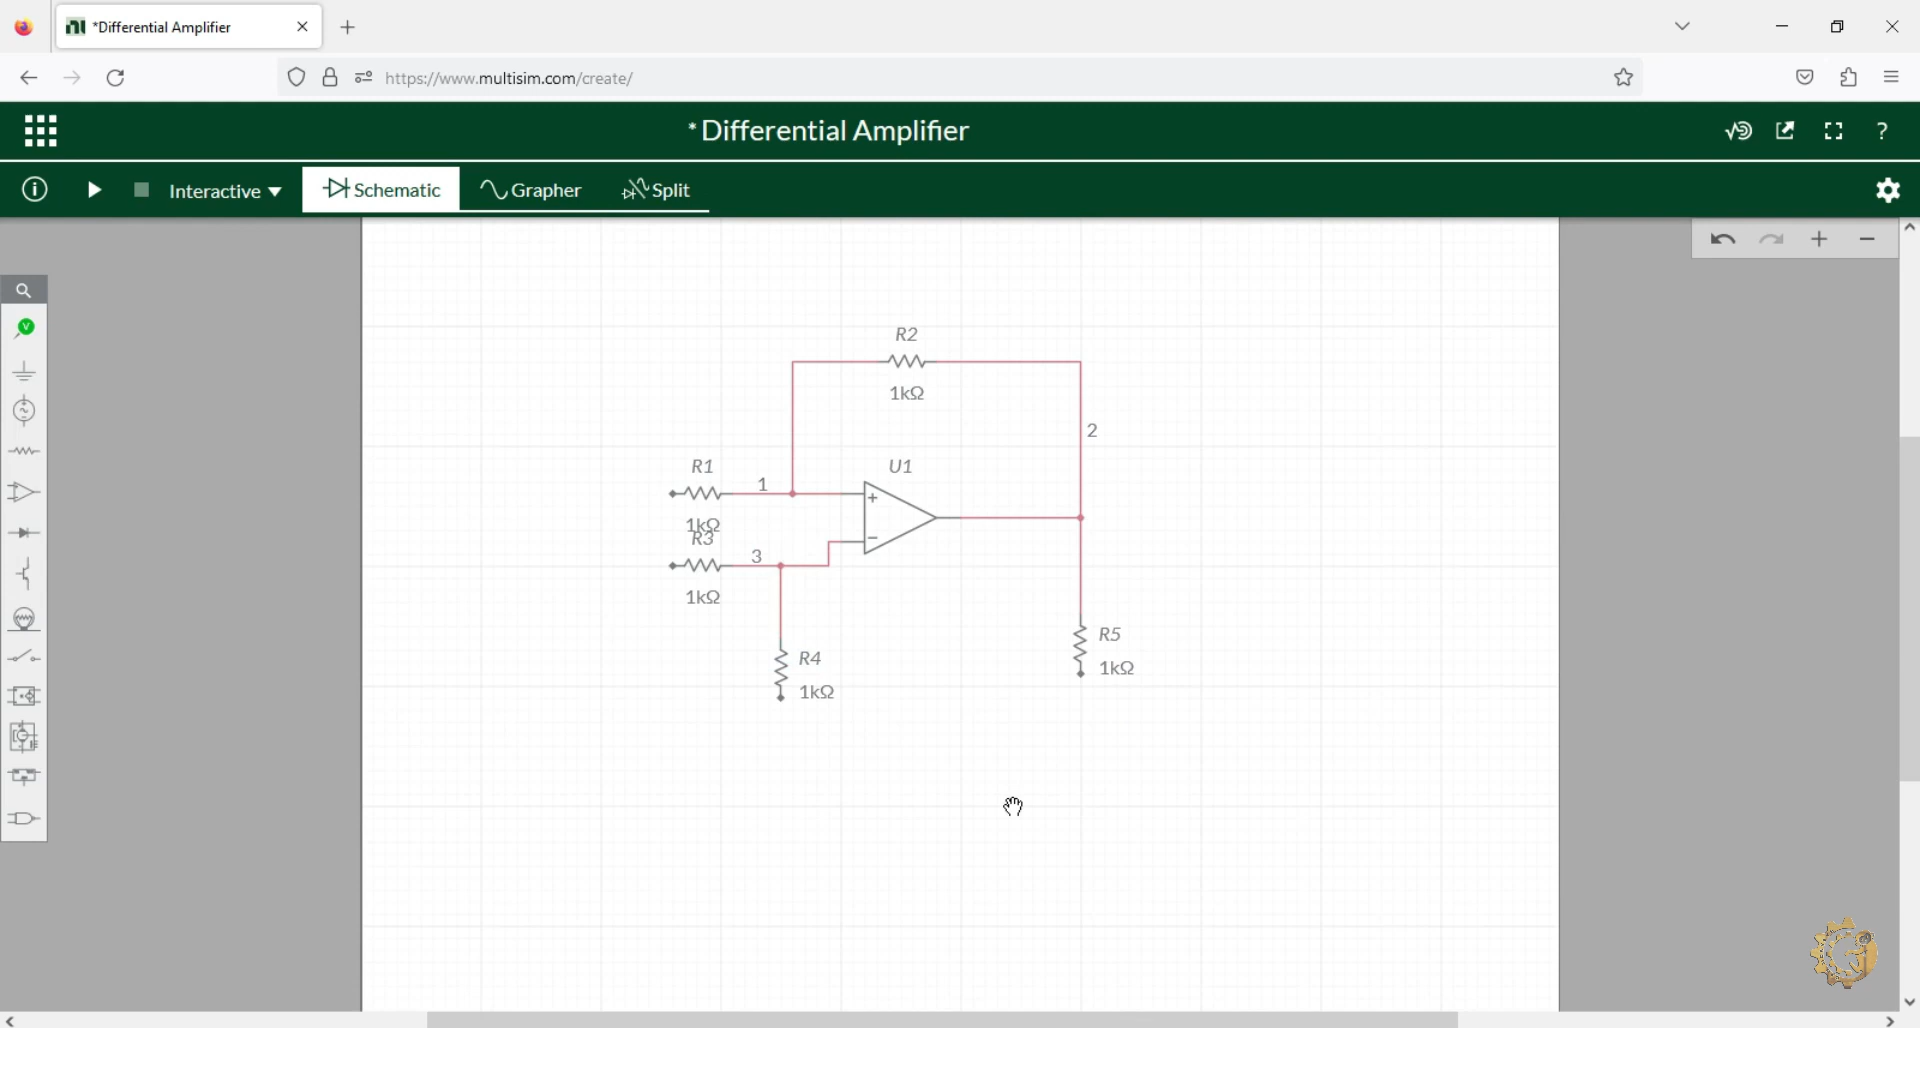 *Differential Amplifier
https://www.multisim.com/create/
* Differential Amplifier
?
Interactive
Schematic
Grapher
Split
V
R2
1kΩ
2
R1
1
U1
+
1kΩ
R3
3
−
1kΩ
R5
1kΩ
R4
1kΩ